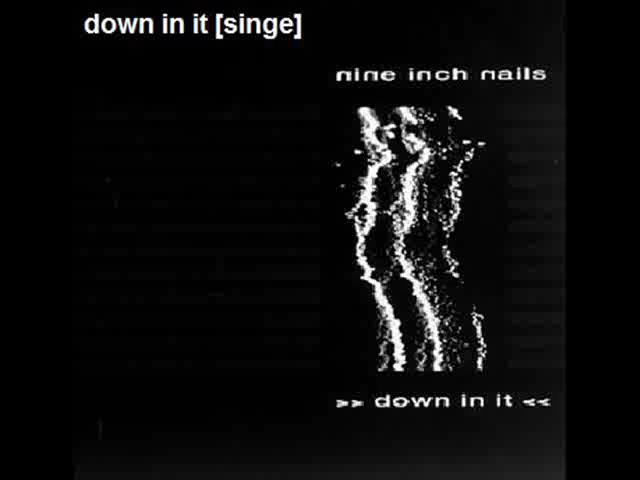 down in it [singe]
nine inch nails
>> down in it <<